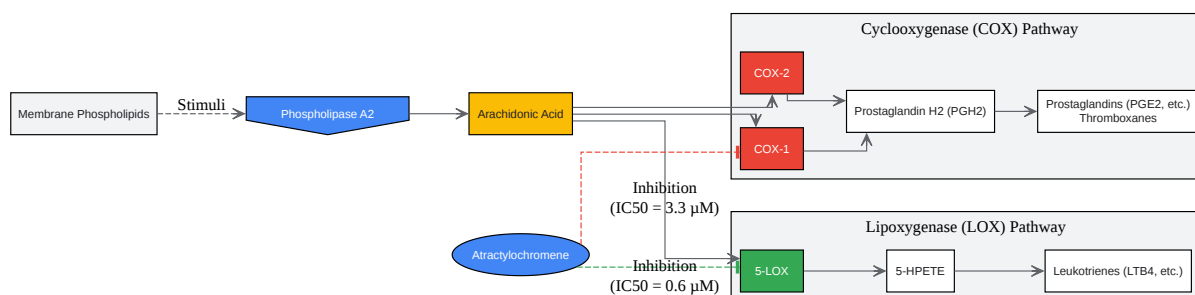 Cyclooxygenase (COX) Pathway
COX-2
Stimuli
Membrane Phospholipids
Phospholipase A2
Arachidonic Acid
Prostaglandin H2 (PGH2)
Prostaglandins (PGE2, etc.)
Thromboxanes
COX-1
Inhibition
(IC50 = 3.3 µM)
Lipoxygenase (LOX) Pathway
Atractylochromene
Inhibition
(IC50 = 0.6 µM)
5-LOX
5-HPETE
Leukotrienes (LTB4, etc.)